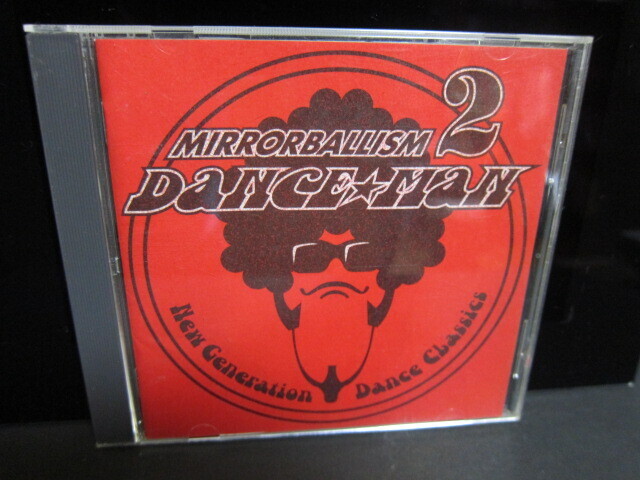 MIRRORBALLISM 2
DANCE★MAN
New Generation Dance Classics